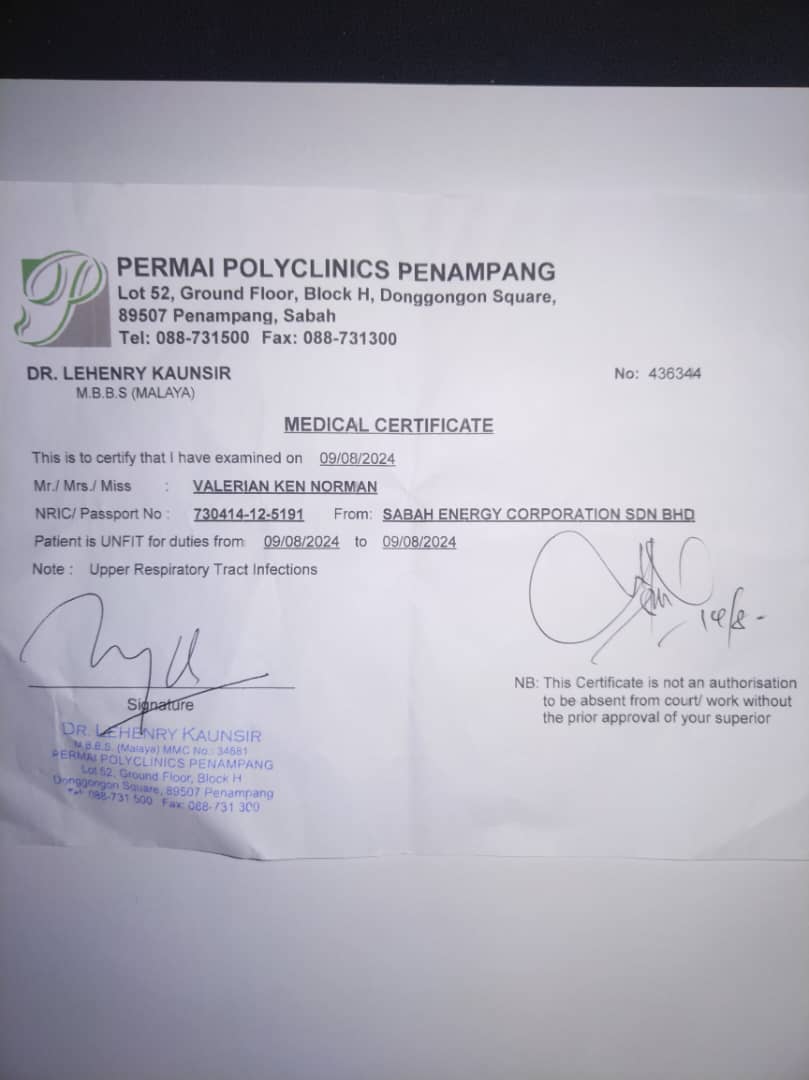 PERMAI POLYCLINICS PENAMPANG
Lot 52, Ground Floor, Block H, Donggongon Square,
89507 Penampang, Sabah
Tel: 088-731500 Fax: 088-731300
DR. LEHENRY KAUNSIR No: 436344
M.B.B.S (MALAYA)
MEDICAL CERTIFICATE
This is to certify that I have examined on 09/08/2024
Mr./ Mrs./ Miss : VALERIAN KEN NORMAN
NRIC/ Passport No : 730414-12-5191 From: SABAH ENERGY CORPORATION SDN BHD
Patient is UNFIT for duties from 09/08/2024 to 09/08/2024
Note : Upper Respiratory Tract Infections
14/8-
Signature
NB: This Certificate is not an authorisation
to be absent from court/ work without
the prior approval of your superior
DR. LEHENRY KAUNSIR
M.B.B.S. (Malaya) MMC No.: 34681
PERMAI POLYCLINICS PENAMPANG
Lot 52, Ground Floor, Block H
Donggongon Square, 89507 Penampang
Tel: 088-731 500 Fax: 088-731 300